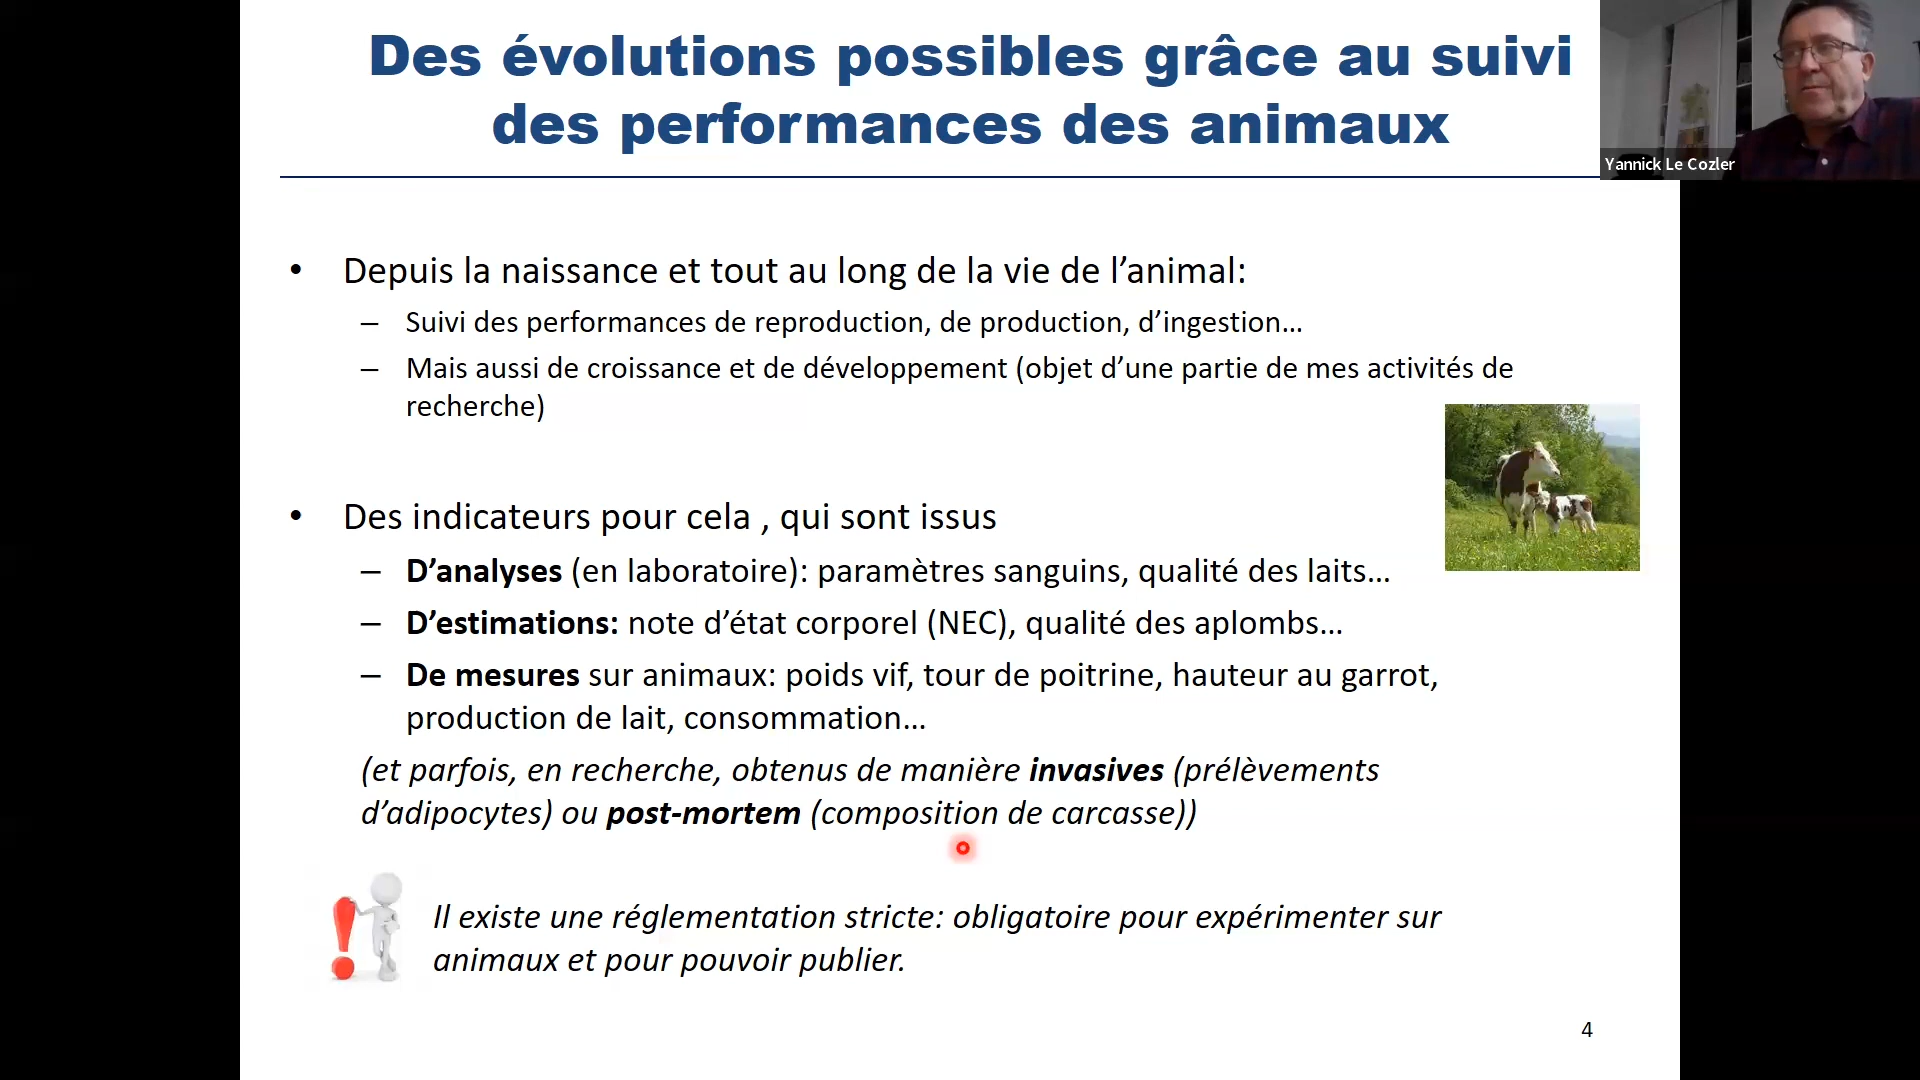 Des évolutions possibles grâce au suivi
des performances des animaux
Yannick Le Cozler
• Depuis la naissance et tout au long de la vie de l’animal:
– Suivi des performances de reproduction, de production, d’ingestion…
– Mais aussi de croissance et de développement (objet d’une partie de mes activités de
recherche)
• Des indicateurs pour cela , qui sont issus
– D’analyses (en laboratoire): paramètres sanguins, qualité des laits…
– D’estimations: note d’état corporel (NEC), qualité des aplombs…
– De mesures sur animaux: poids vif, tour de poitrine, hauteur au garrot,
production de lait, consommation…
(et parfois, en recherche, obtenus de manière invasives (prélèvements
d’adipocytes) ou post-mortem (composition de carcasse))
Il existe une réglementation stricte: obligatoire pour expérimenter sur
animaux et pour pouvoir publier.
4